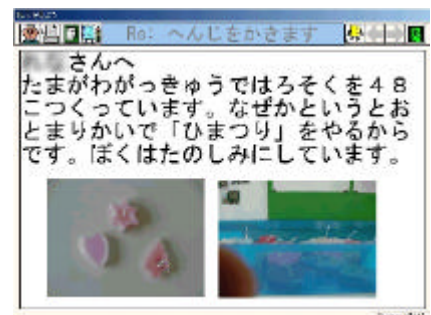 Re: へんじをかきます
さんへ
たまがわがっきゅうではろそくを４８
こつくっています。なぜかというとお
とまりかいで「ひまつり」をやるから
です。ぼくはたのしみにしています。